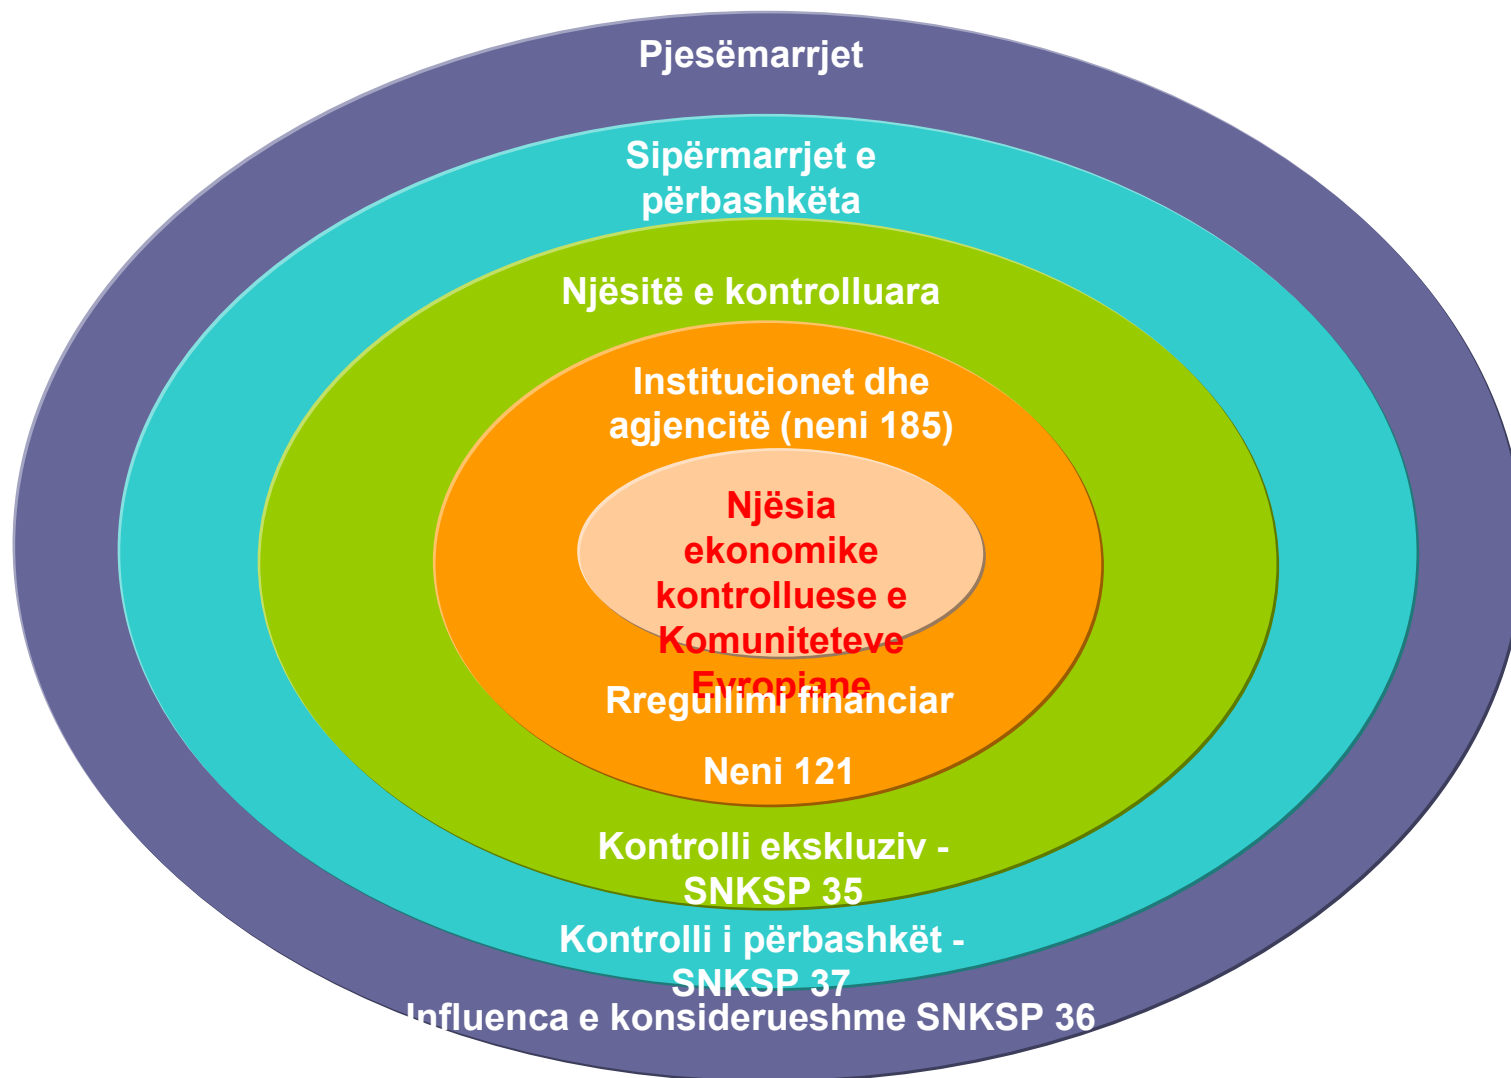 Pjesëmarrjet
Sipërmarrjet e
përbashkëta
Njësitë e kontrolluara
Institucionet dhe
agjencitë (neni 185)
Njësia
ekonomike
kontrolluese e
Komuniteteve
Evropiane
Rregullimi financiar
Neni 121
Kontrolli ekskluziv -
SNKSP 35
Kontrolli i përbashkët -
SNKSP 37
Influenca e konsiderueshme SNKSP 36